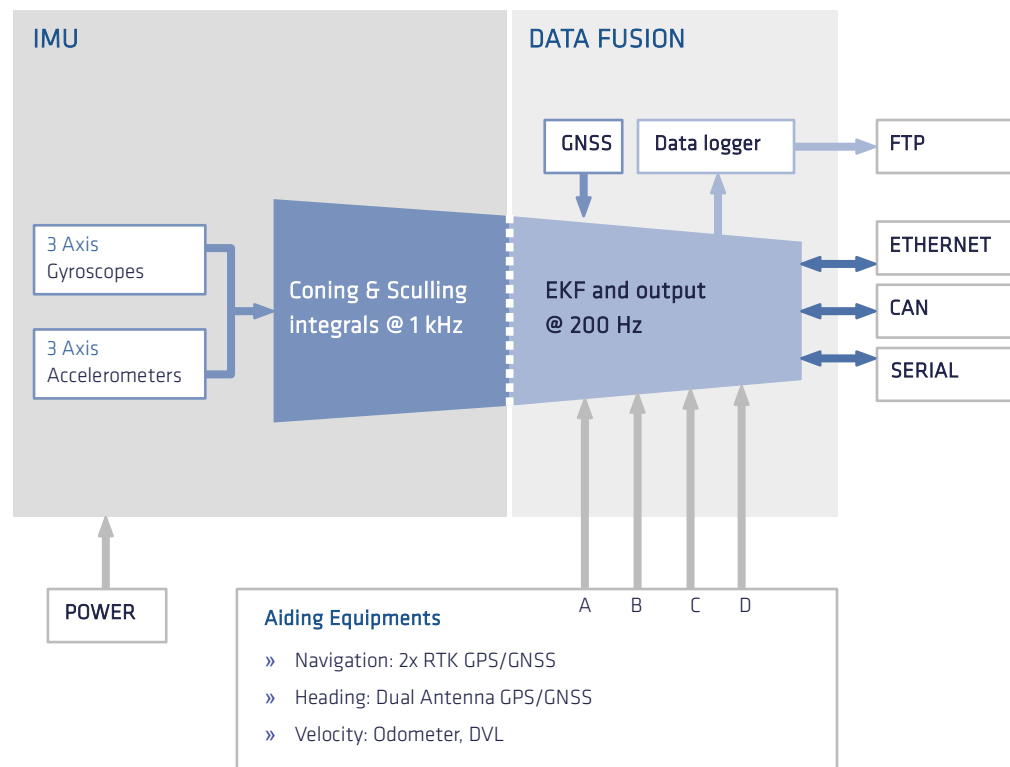 IMU
DATA FUSION
GNSS
Data logger
FTP
3 Axis
Gyroscopes
ETHERNET
Coning & Sculling
integrals @ 1 kHz
EKF and output
@ 200 Hz
CAN
3 Axis
Accelerometers
SERIAL
POWER
A B C D
Aiding Equipments
» Navigation: 2x RTK GPS/GNSS
» Heading: Dual Antenna GPS/GNSS
» Velocity: Odometer, DVL